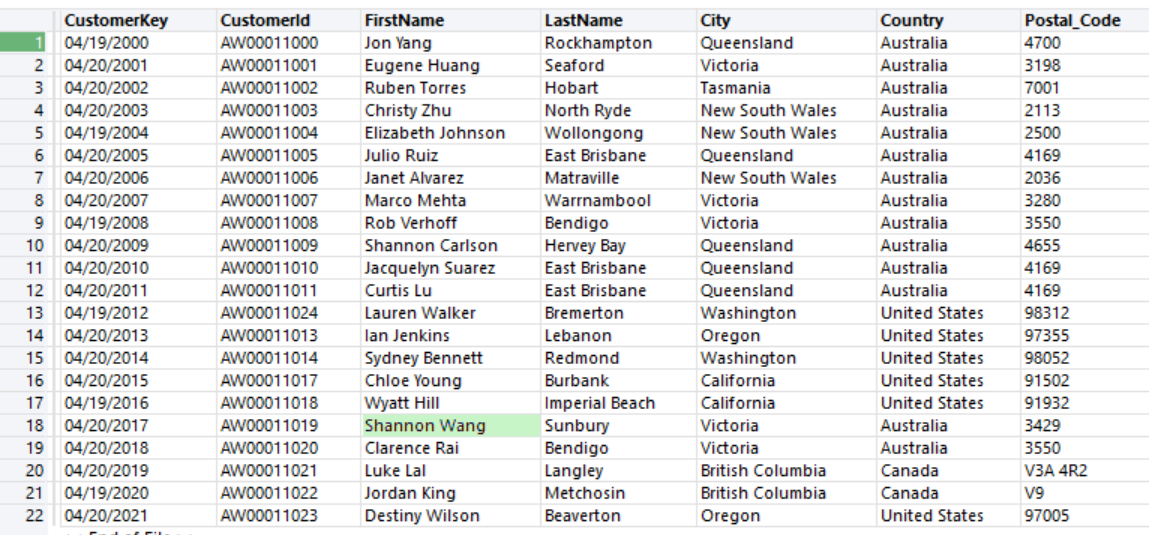 CustomerKey CustomerId FirstName LastName City Country Postal_Code
1 04/19/2000 AW00011000 Jon Yang Rockhampton Queensland Australia 4700
2 04/20/2001 AW00011001 Eugene Huang Seaford Victoria Australia 3198
3 04/20/2002 AW00011002 Ruben Torres Hobart Tasmania Australia 7001
4 04/20/2003 AW00011003 Christy Zhu North Ryde New South Wales Australia 2113
5 04/19/2004 AW00011004 Elizabeth Johnson Wollongong New South Wales Australia 2500
6 04/20/2005 AW00011005 Julio Ruiz East Brisbane Queensland Australia 4169
7 04/20/2006 AW00011006 Janet Alvarez Matraville New South Wales Australia 2036
8 04/20/2007 AW00011007 Marco Mehta Warrnambool Victoria Australia 3280
9 04/19/2008 AW00011008 Rob Verhoff Bendigo Victoria Australia 3550
10 04/20/2009 AW00011009 Shannon Carlson Hervey Bay Queensland Australia 4655
11 04/20/2010 AW00011010 Jacquelyn Suarez East Brisbane Queensland Australia 4169
12 04/20/2011 AW00011011 Curtis Lu East Brisbane Queensland Australia 4169
13 04/19/2012 AW00011024 Lauren Walker Bremerton Washington United States 98312
14 04/20/2013 AW00011013 Ian Jenkins Lebanon Oregon United States 97355
15 04/20/2014 AW00011014 Sydney Bennett Redmond Washington United States 98052
16 04/20/2015 AW00011017 Chloe Young Burbank California United States 91502
17 04/19/2016 AW00011018 Wyatt Hill Imperial Beach California United States 91932
18 04/20/2017 AW00011019 Shannon Wang Sunbury Victoria Australia 3429
19 04/20/2018 AW00011020 Clarence Rai Bendigo Victoria Australia 3550
20 04/20/2019 AW00011021 Luke Lal Langley British Columbia Canada V3A 4R2
21 04/19/2020 AW00011022 Jordan King Metchosin British Columbia Canada V9
22 04/20/2021 AW00011023 Destiny Wilson Beaverton Oregon United States 97005